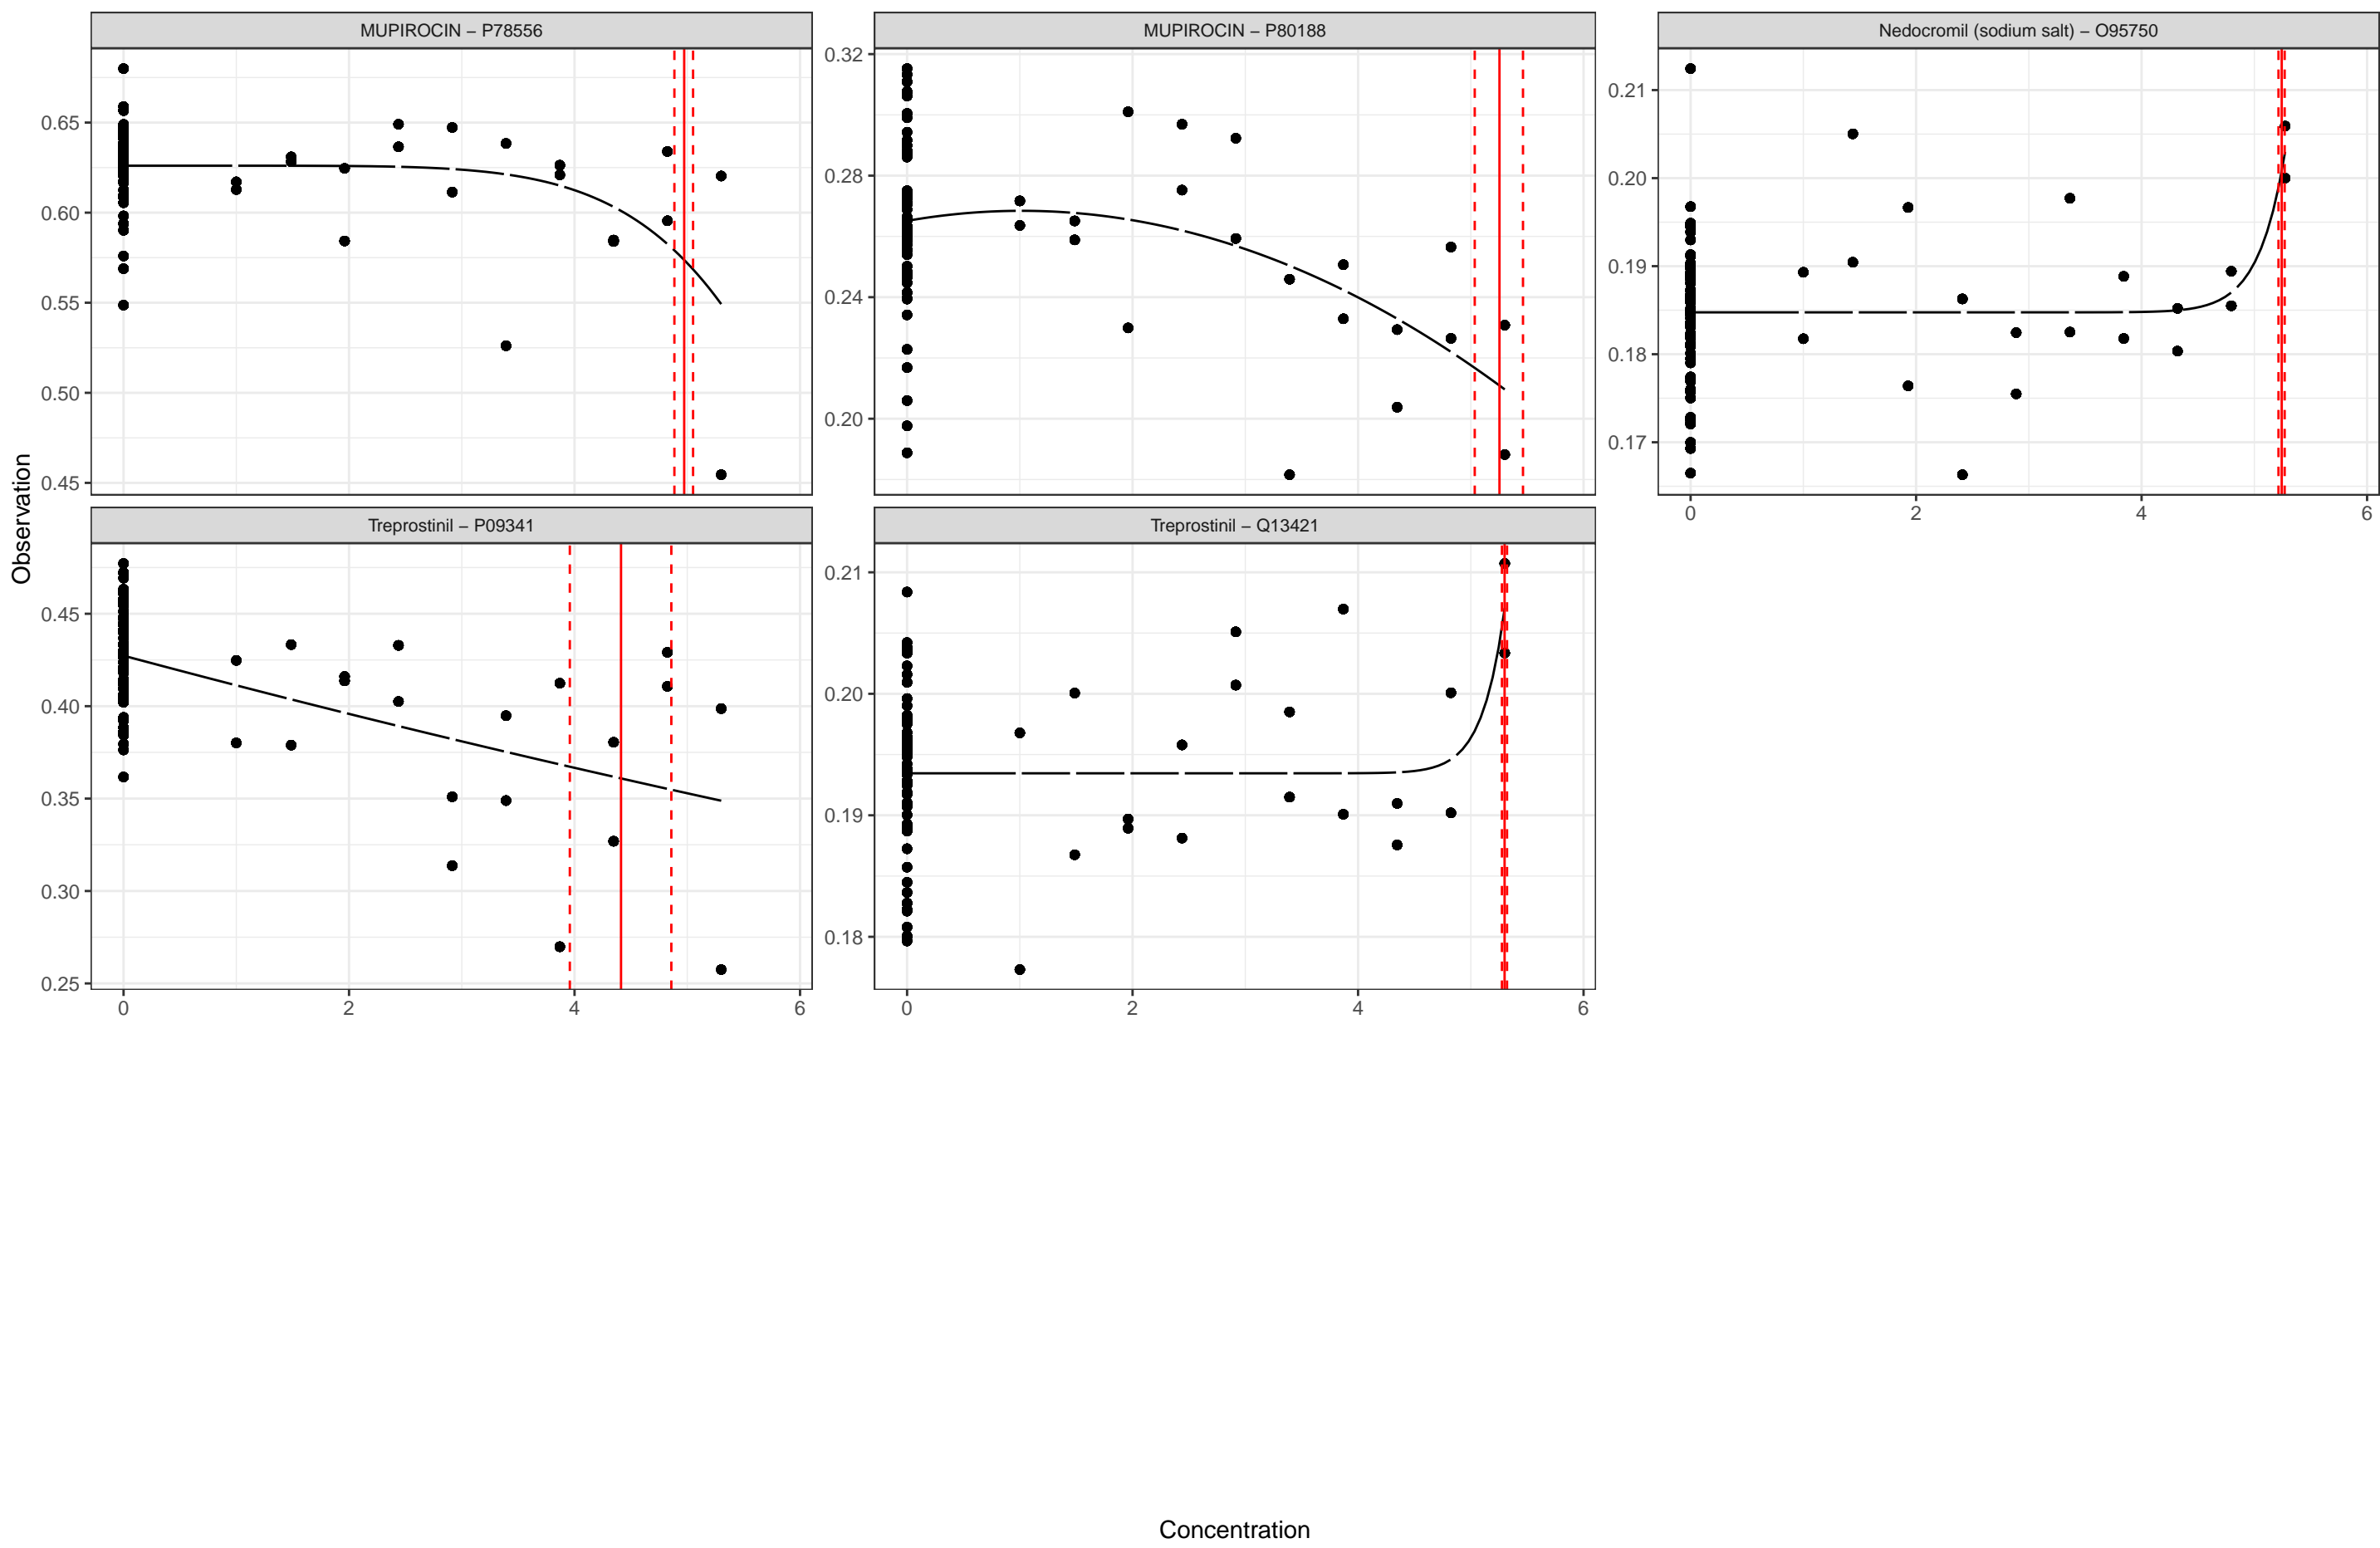 MUPIROCIN – P78556
MUPIROCIN – P80188
Nedocromil (sodium salt) – O95750
0.65
0.60
0.55
0.50
0.45
0.32
0.28
0.24
0.20
0.21
0.20
0.19
0.18
0.17
0 2 4 6
Observation
Treprostinil – P09341
Treprostinil – Q13421
0.45
0.40
0.35
0.30
0.25
0 2 4 6
0.21
0.20
0.19
0.18
0 2 4 6
Concentration